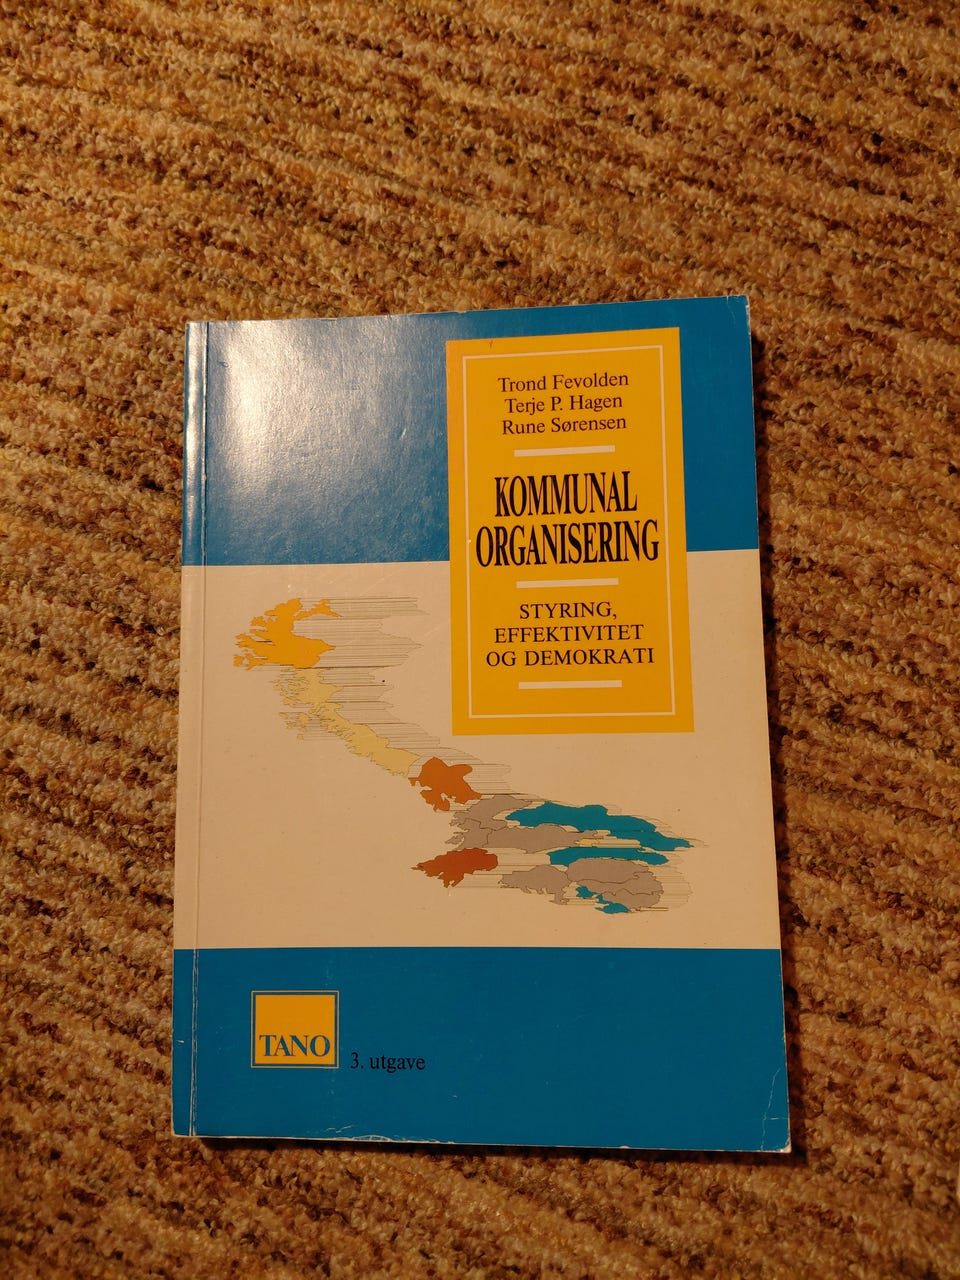 Trond Fevolden
Terje P. Hagen
Rune Sørensen
KOMMUNAL
ORGANISERING
STYRING,
EFFEKTIVITET
OG DEMOKRATI
TANO
3. utgave